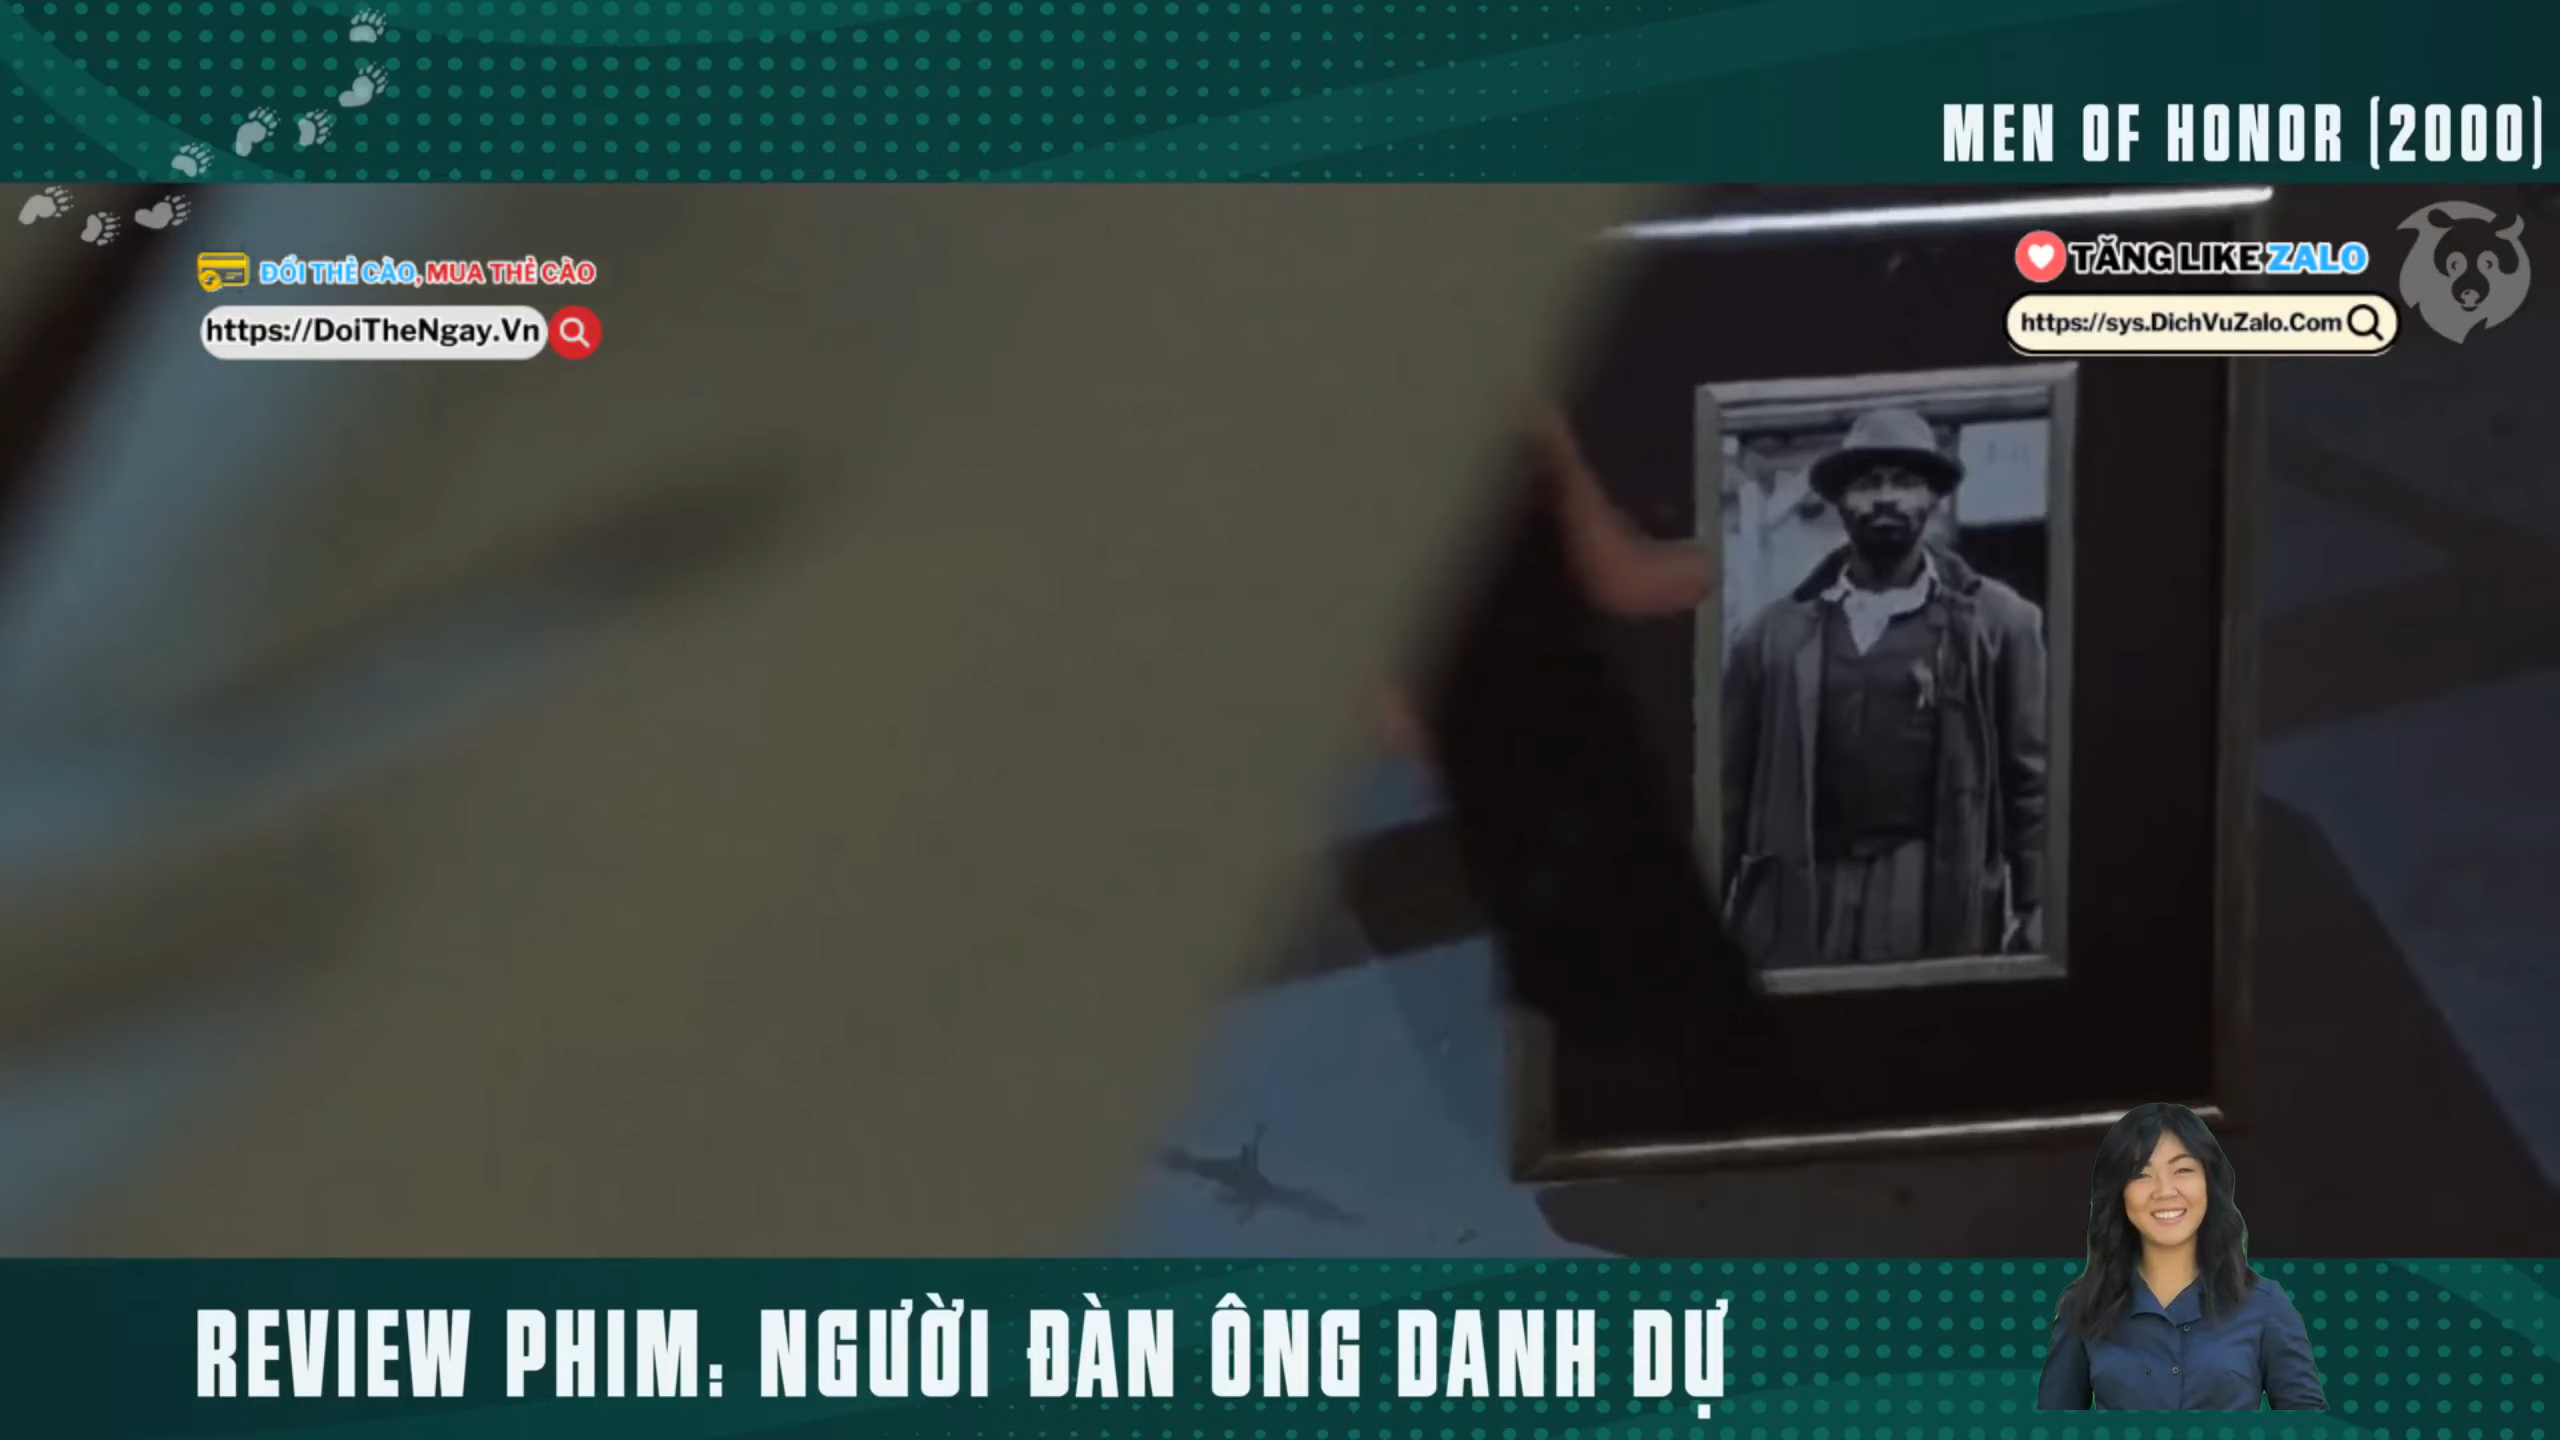 MEN OF HONOR (2000)
ĐỔI THẺ CÀO, MUA THẺ CÀO
https://DoiTheNgay.Vn
TĂNG LIKE ZALO
https://sys.DichVuZalo.Com
REVIEW PHIM: NGƯỜI ĐÀN ÔNG DANH DỰ